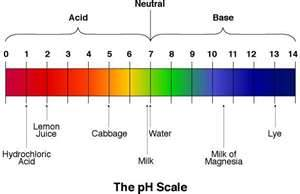 Neutral
Acid
Base
0 1 2 3 4 5 6 7 8 9 10 11 12 13 14
Lemon
Juice
Cabbage
Water
Lye
Hydrochloric
Acid
Milk
Milk of
Magnesia
The pH Scale